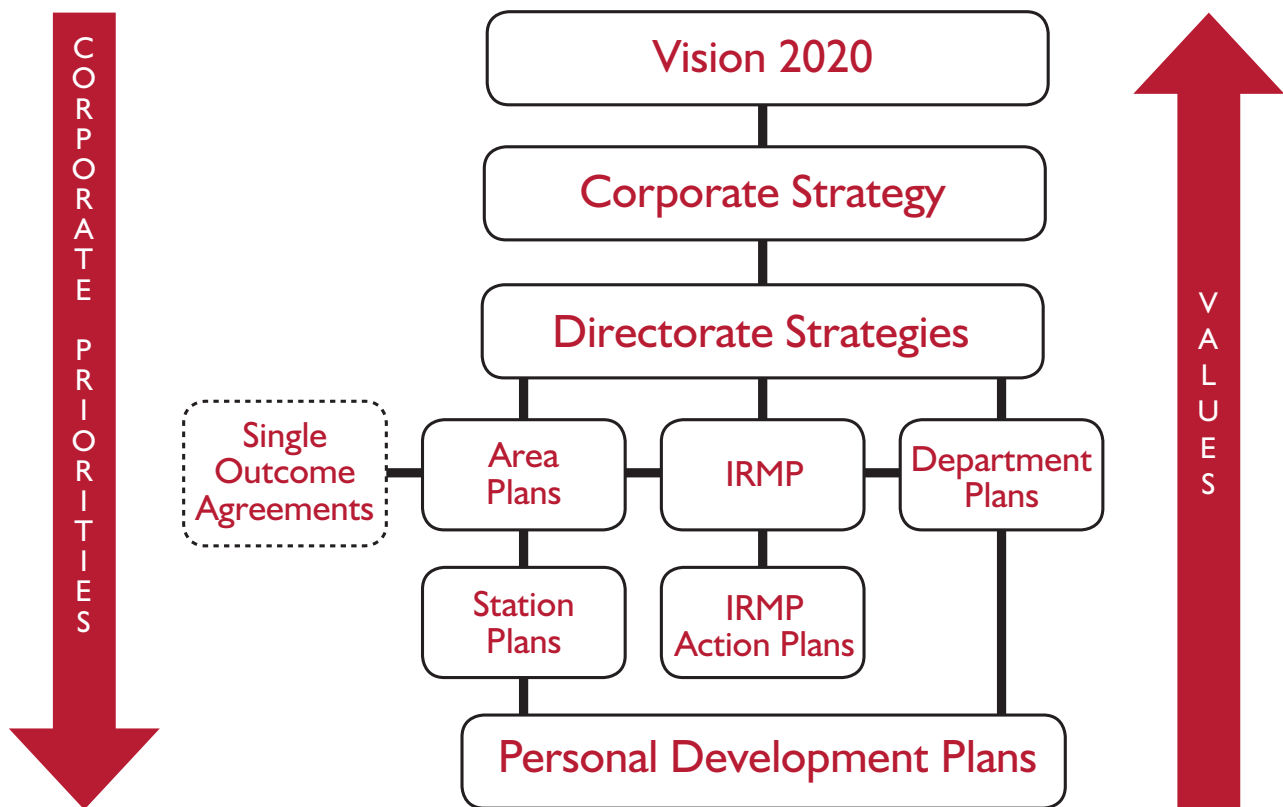 CORPORATE PRIORITIES
Vision 2020
Corporate Strategy
Directorate Strategies
Single
Outcome
Agreements
Area
Plans
IRMP
Department
Plans
Station
Plans
IRMP
Action Plans
Personal Development Plans
VALUES